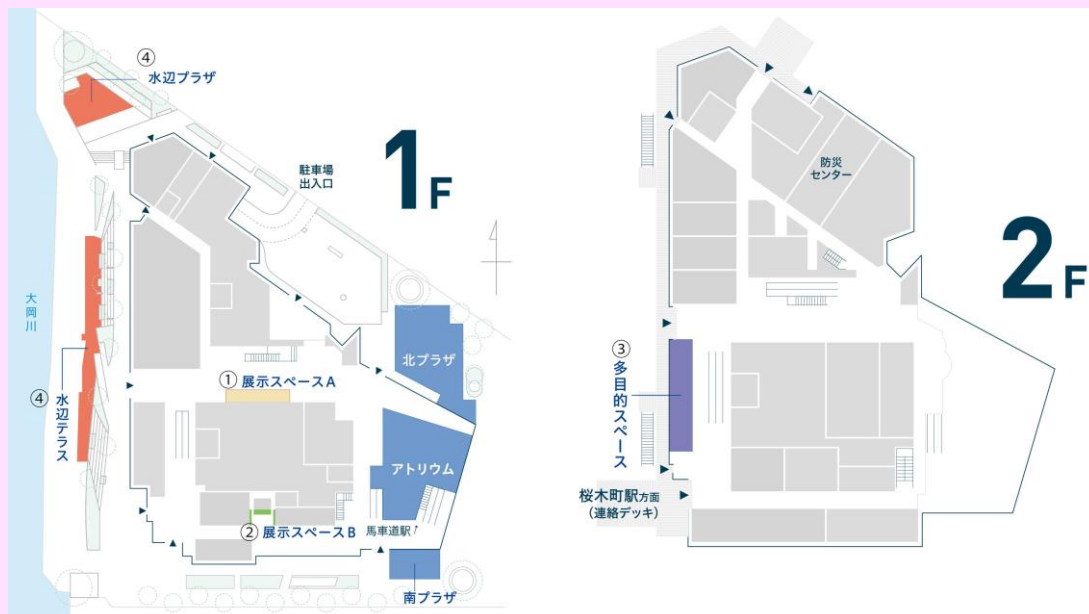 ④
水辺プラザ
1F
駐車場
出入口
大岡川
北プラザ
① 展示スペースA
④ 水辺テラス
アトリウム
② 展示スペースB
馬車道駅
南プラザ
2F
防災
センター
③ 多目的スペース
桜木町駅方面
(連絡デッキ)